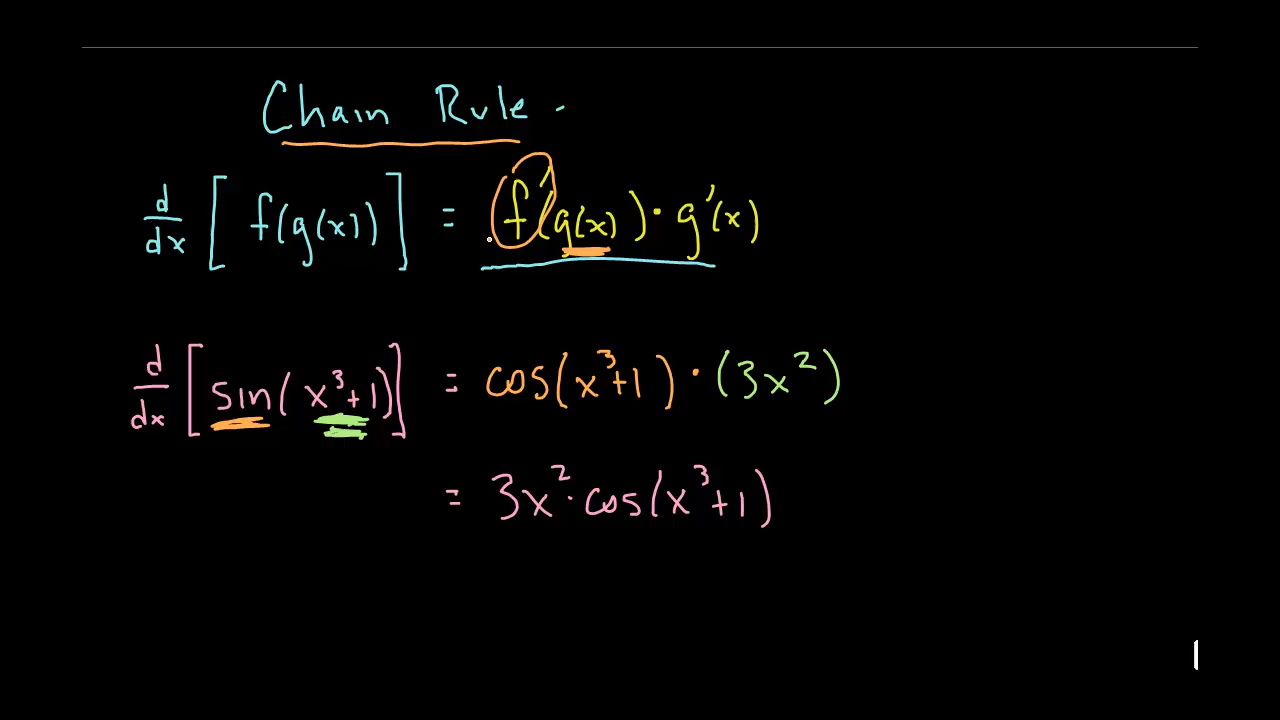 Chain Rule -
d/dx [ f(g(x)) ] = f'(g(x)) · g'(x)
d/dx [ sin( x³+1) ] = cos(x³+1) · (3x²)
= 3x² · cos(x³+1)